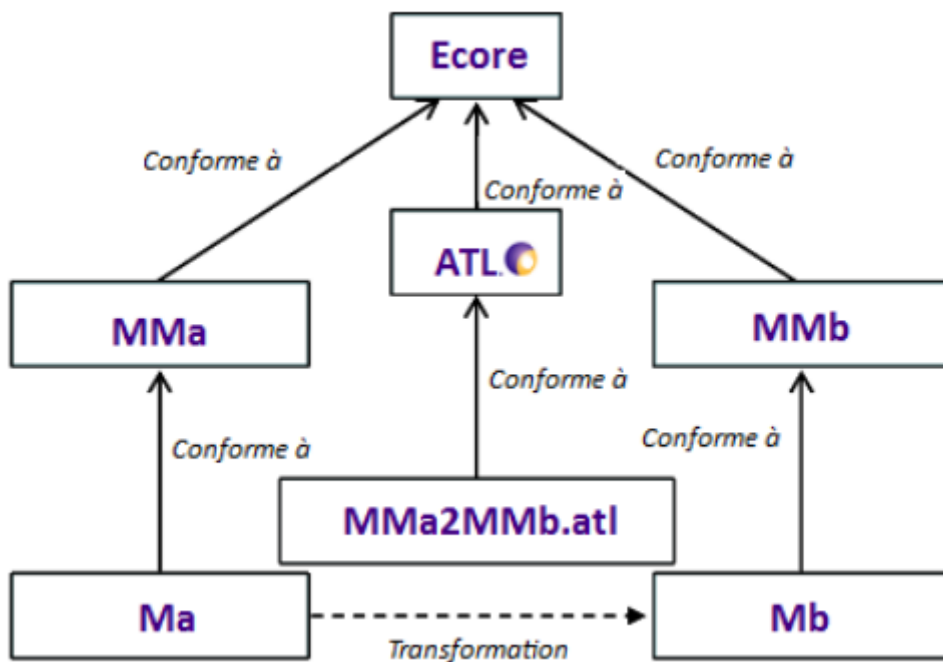 Ecore
Conforme à
Conforme à
Conforme à
ATL
MMa
MMb
Conforme à
Conforme à
Conforme à
MMa2MMb.atl
Ma
Mb
Transformation